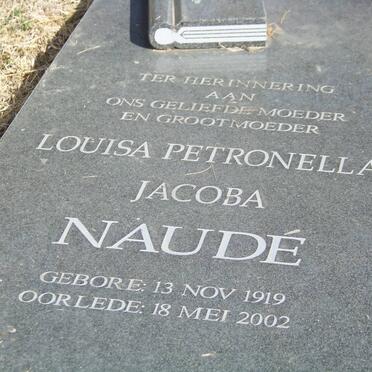 TER HERINNERING
AAN
ONS GELIEFDE MOEDER
EN GROOTMOEDER
LOUISA PETRONELLA
JACOBA
NAUDÉ
GEBORE: 13 NOV 1919
OORLEDE: 18 MEI 2002